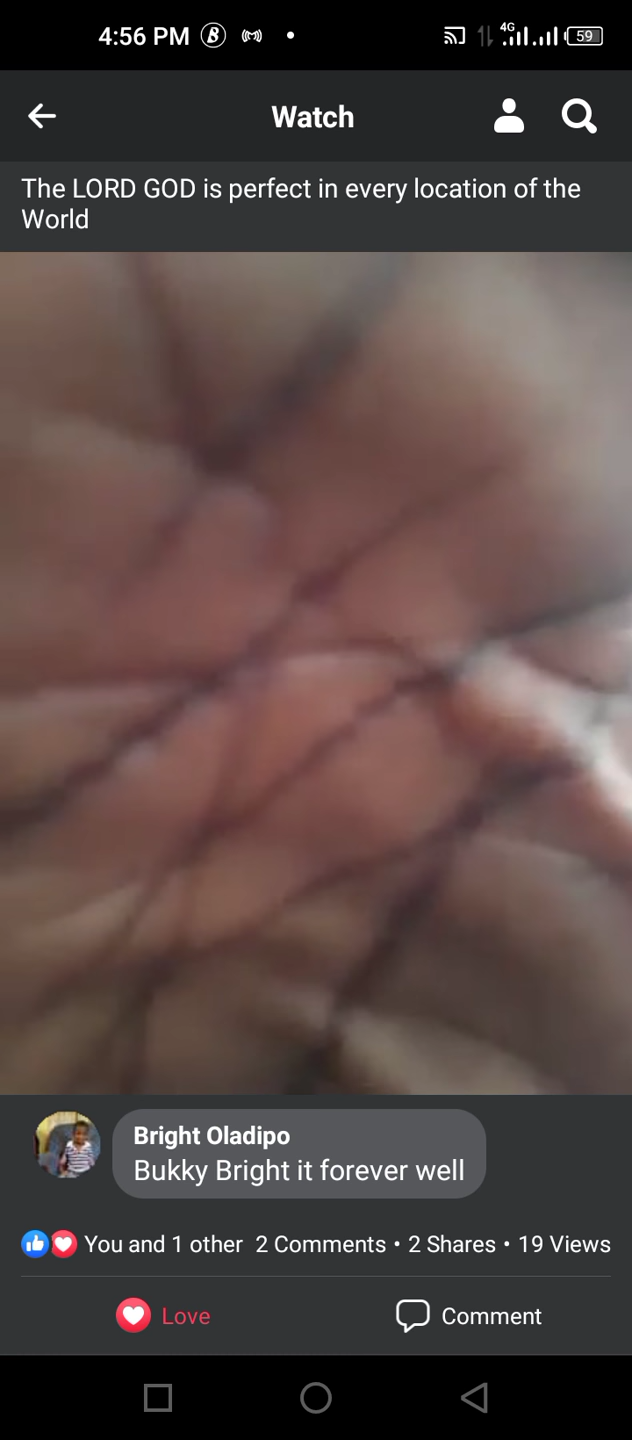 4:56 PM
4G
59
Watch
The LORD GOD is perfect in every location of the
World
Bright Oladipo
Bukky Bright it forever well
You and 1 other 2 Comments • 2 Shares • 19 Views
Love
Comment